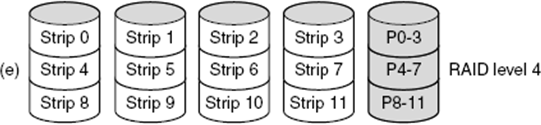 Strip 0 Strip 1 Strip 2 Strip 3 P0-3
(e) Strip 4 Strip 5 Strip 6 Strip 7 P4-7 RAID level 4
Strip 8 Strip 9 Strip 10 Strip 11 P8-11